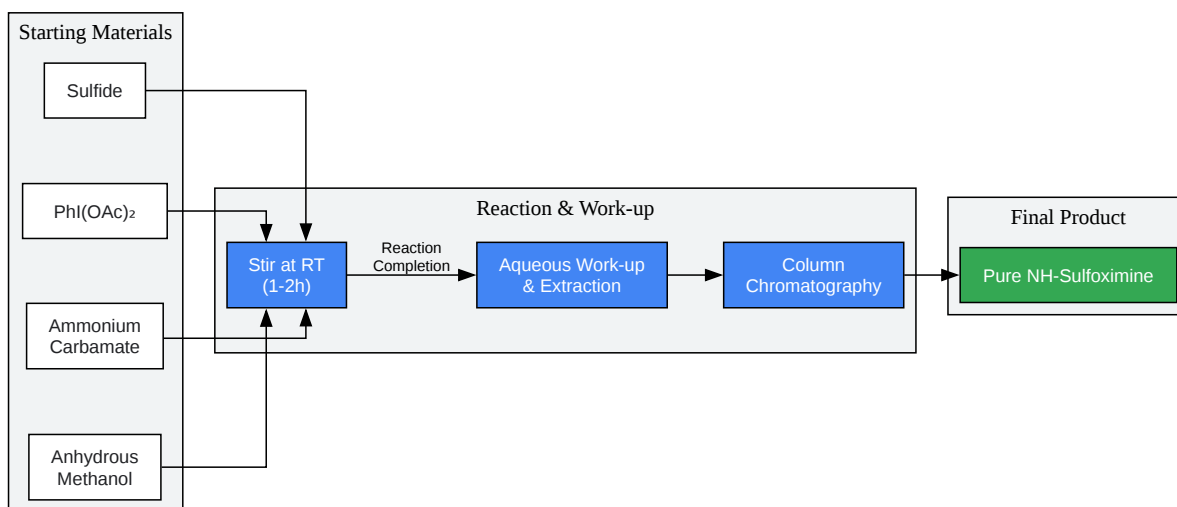 Starting Materials
Sulfide
PhI(OAc)₂
Ammonium
Carbamate
Anhydrous
Methanol
Reaction & Work-up
Stir at RT
(1-2h)
Reaction
Completion
Aqueous Work-up
& Extraction
Column
Chromatography
Final Product
Pure NH-Sulfoximine